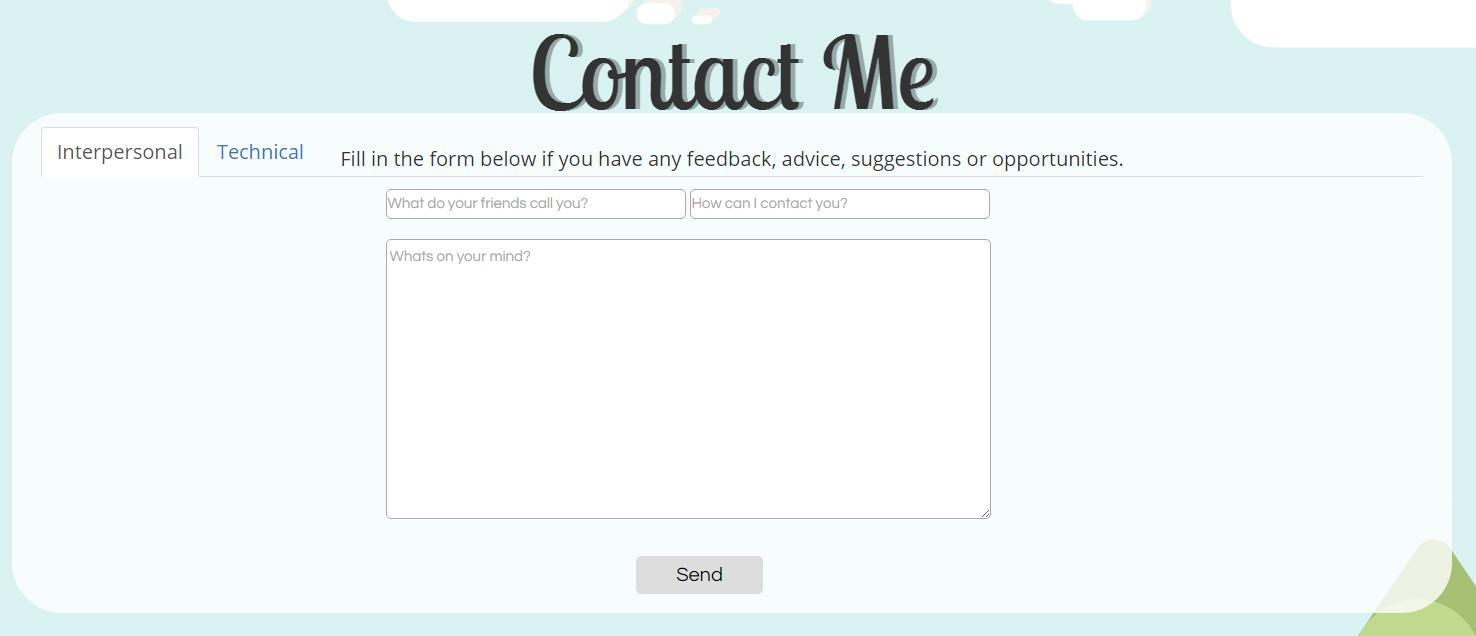 Contact Me
Interpersonal
Technical
Fill in the form below if you have any feedback, advice, suggestions or opportunities.
What do your friends call you?
How can I contact you?
Whats on your mind?
Send